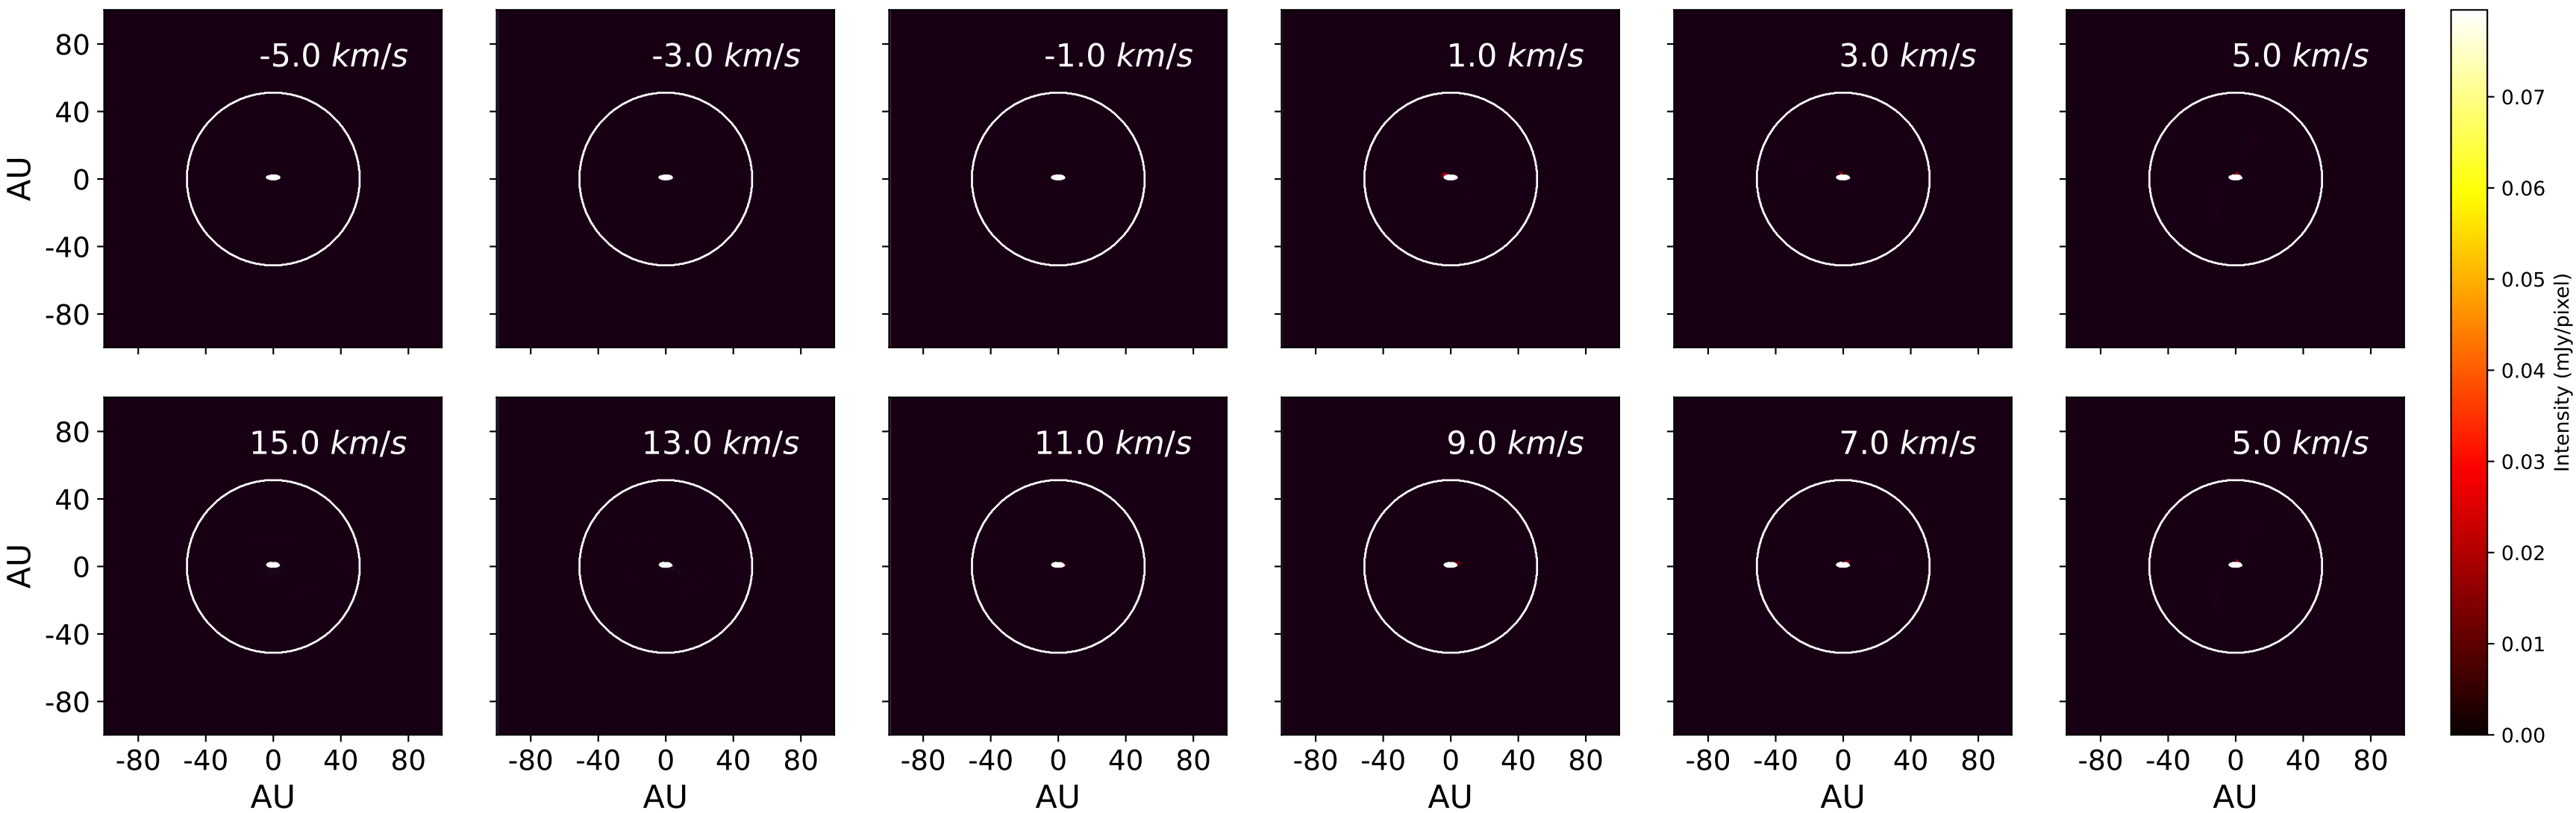 -5.0 km/s
-3.0 km/s
-1.0 km/s
1.0 km/s
3.0 km/s
5.0 km/s
80
40
0
-40
-80
AU
15.0 km/s
13.0 km/s
11.0 km/s
9.0 km/s
7.0 km/s
5.0 km/s
80
40
0
-40
-80
AU
-80 -40 0 40 80
-80 -40 0 40 80
-80 -40 0 40 80
-80 -40 0 40 80
-80 -40 0 40 80
-80 -40 0 40 80
AU
AU
AU
AU
AU
AU
0.07
0.06
0.05
0.04
0.03
0.02
0.01
0.00
Intensity (mJy/pixel)